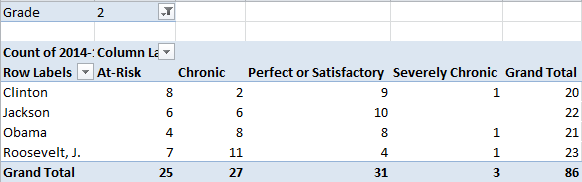 Grade 2
Count of 2014-: Column La
Row Labels At-Risk Chronic Perfect or Satisfactory Severely Chronic Grand Total
Clinton 8 2 9 1 20
Jackson 6 6 10 22
Obama 4 8 8 1 21
Roosevelt, J. 7 11 4 1 23
Grand Total 25 27 31 3 86